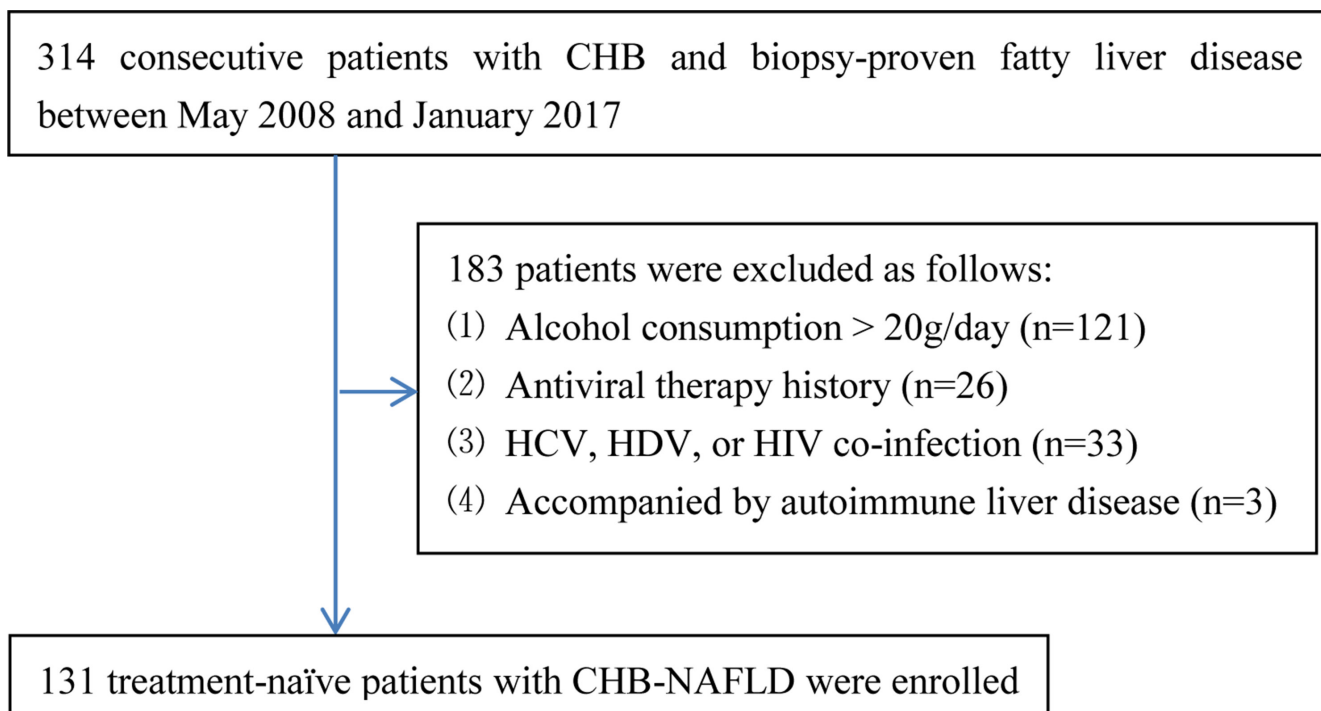 314 consecutive patients with CHB and biopsy-proven fatty liver disease
between May 2008 and January 2017
183 patients were excluded as follows:
⑴ Alcohol consumption > 20g/day (n=121)
⑵ Antiviral therapy history (n=26)
⑶ HCV, HDV, or HIV co-infection (n=33)
⑷ Accompanied by autoimmune liver disease (n=3)
131 treatment-naïve patients with CHB-NAFLD were enrolled